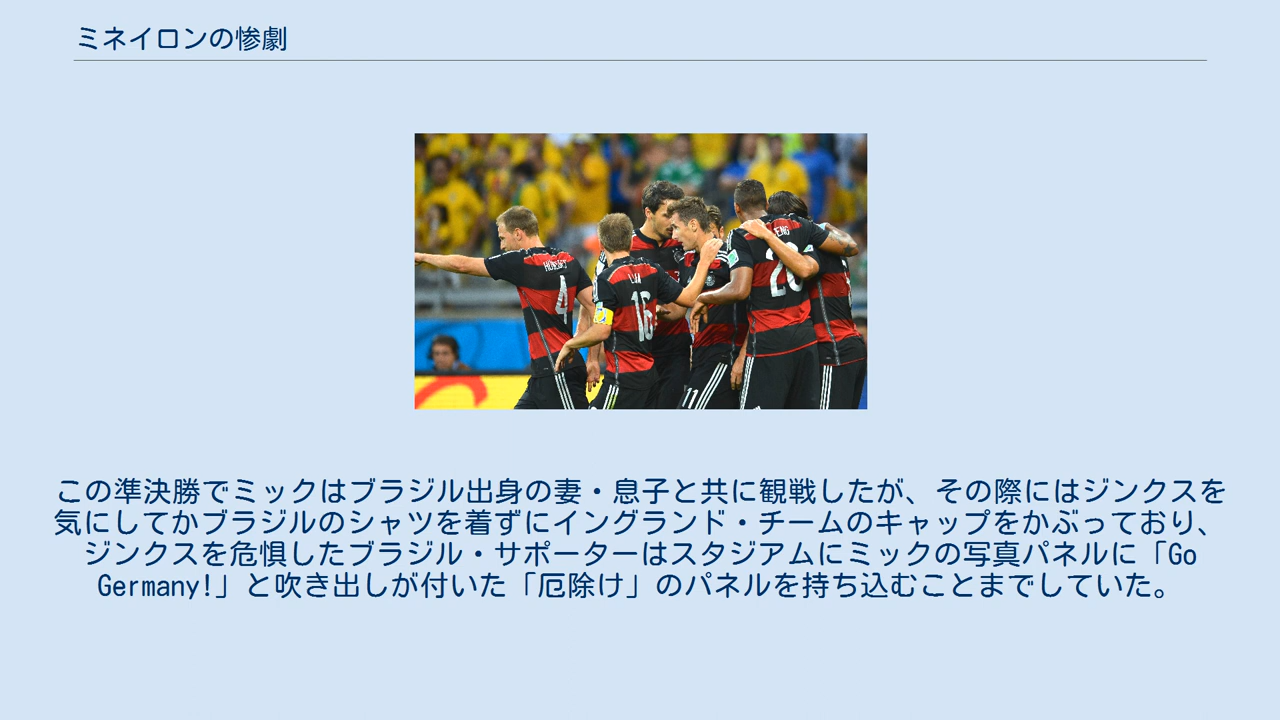 ミネイロンの惨劇
4
16
20
11
この準決勝でミックはブラジル出身の妻・息子と共に観戦したが、その際にはジンクスを
気にしてかブラジルのシャツを着ずにイングランド・チームのキャップをかぶっており、
ジンクスを危惧したブラジル・サポーターはスタジアムにミックの写真パネルに「Go
Germany!」と吹き出しが付いた「厄除け」のパネルを持ち込むことまでしていた。